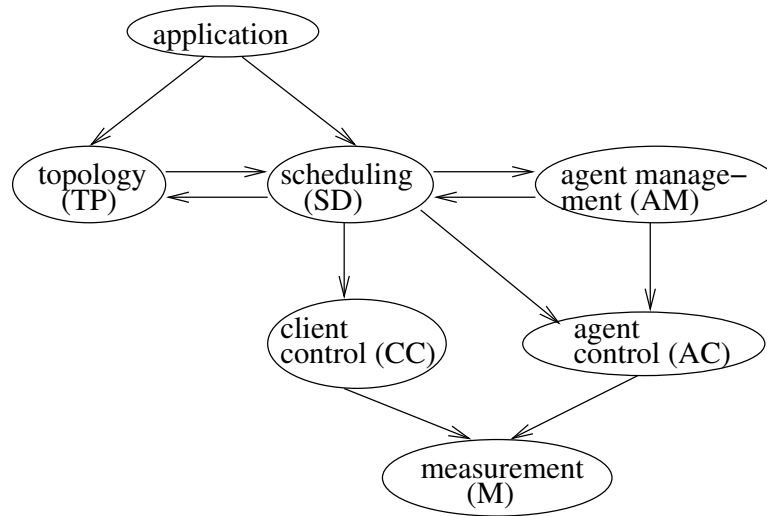 application
topology
(TP)
scheduling
(SD)
agent manage-
ment (AM)
client
control (CC)
agent
control (AC)
measurement
(M)